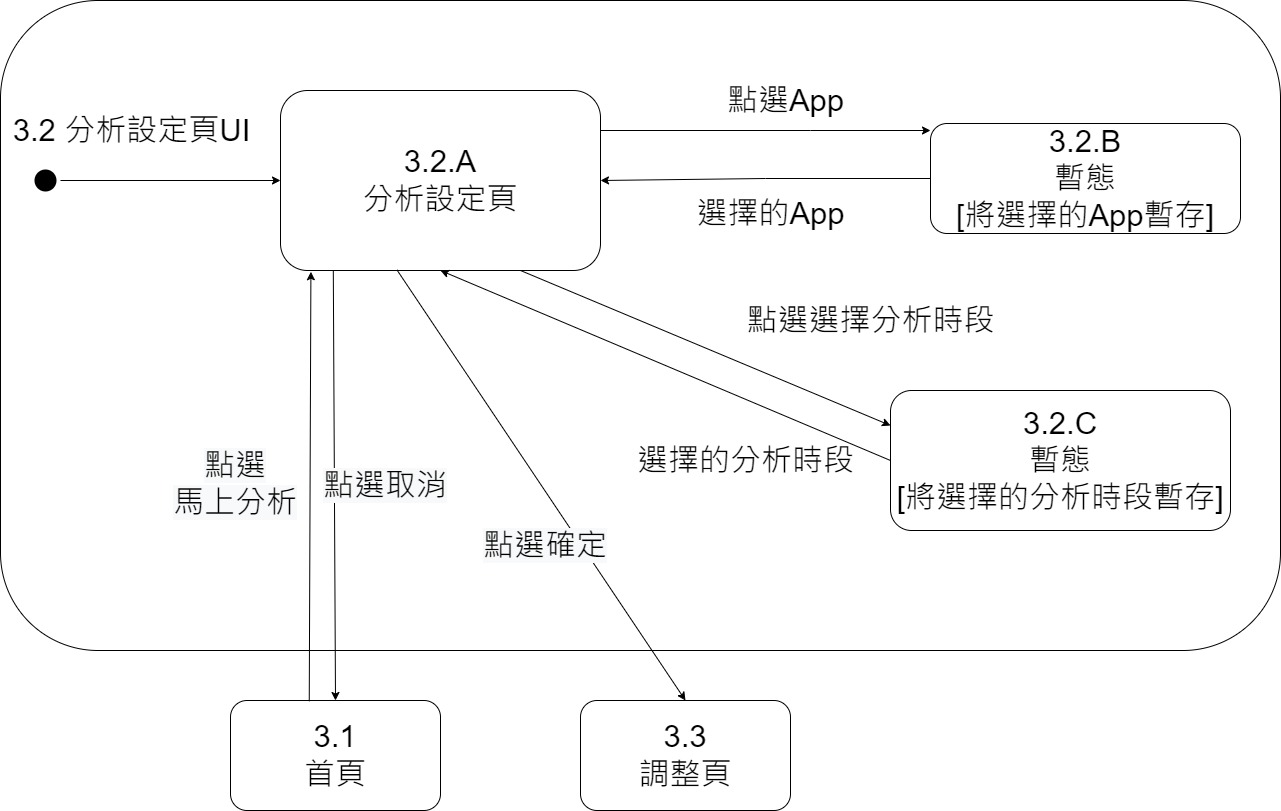 3.2 分析設定頁UI
3.2.A
分析設定頁
點選App
選擇的App
3.2.B
暫態
[將選擇的App暫存]
點選選擇分析時段
選擇的分析時段
3.2.C
暫態
[將選擇的分析時段暫存]
點選
馬上分析
點選取消
點選確定
3.1
首頁
3.3
調整頁